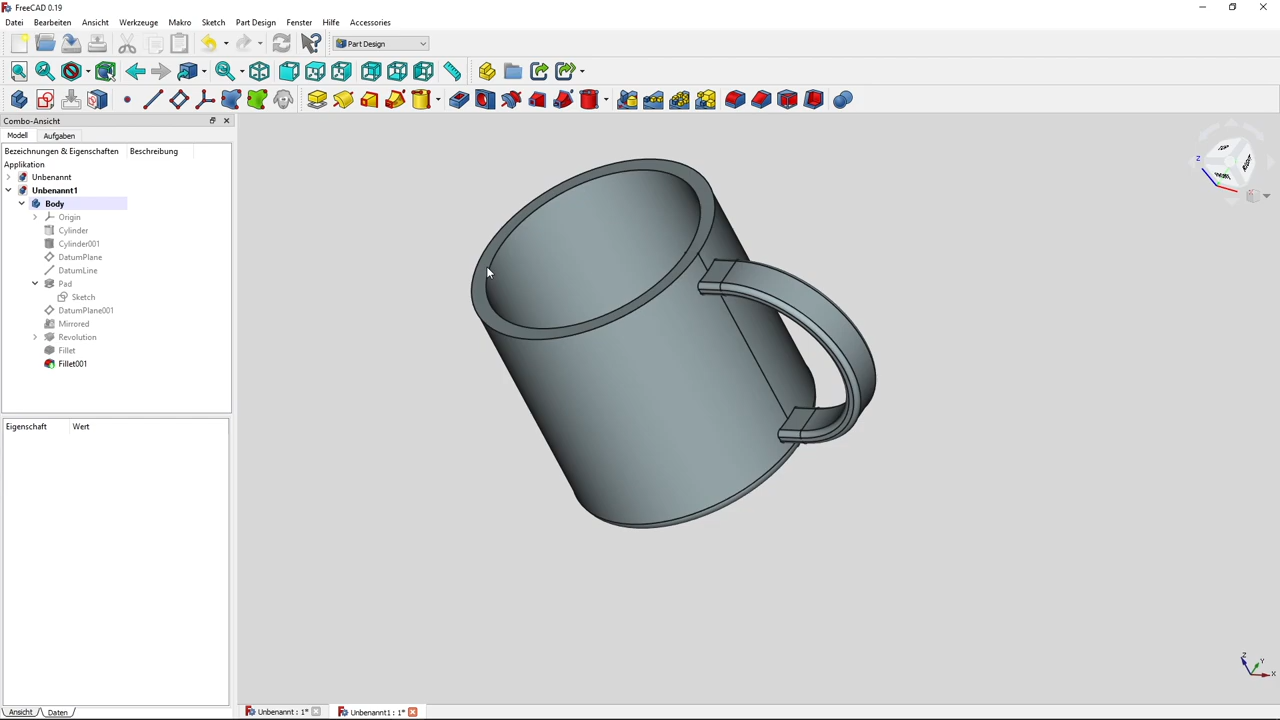 FreeCAD 0.19
Datei Bearbeiten Ansicht Werkzeuge Makro Sketch Part Design Fenster Hilfe Accessories
Part Design
Combo-Ansicht
Modell Aufgaben
Bezeichnungen & Eigenschaften Beschreibung
Applikation
Unbenannt
Unbenannt1
Body
Origin
Cylinder
Cylinder001
DatumPlane
DatumLine
Pad
Sketch
DatumPlane001
Mirrored
Revolution
Fillet
Fillet001
Eigenschaft Wert
Ansicht Daten
Unbenannt : 1* Unbenannt1 : 1*
Z
Z Y X